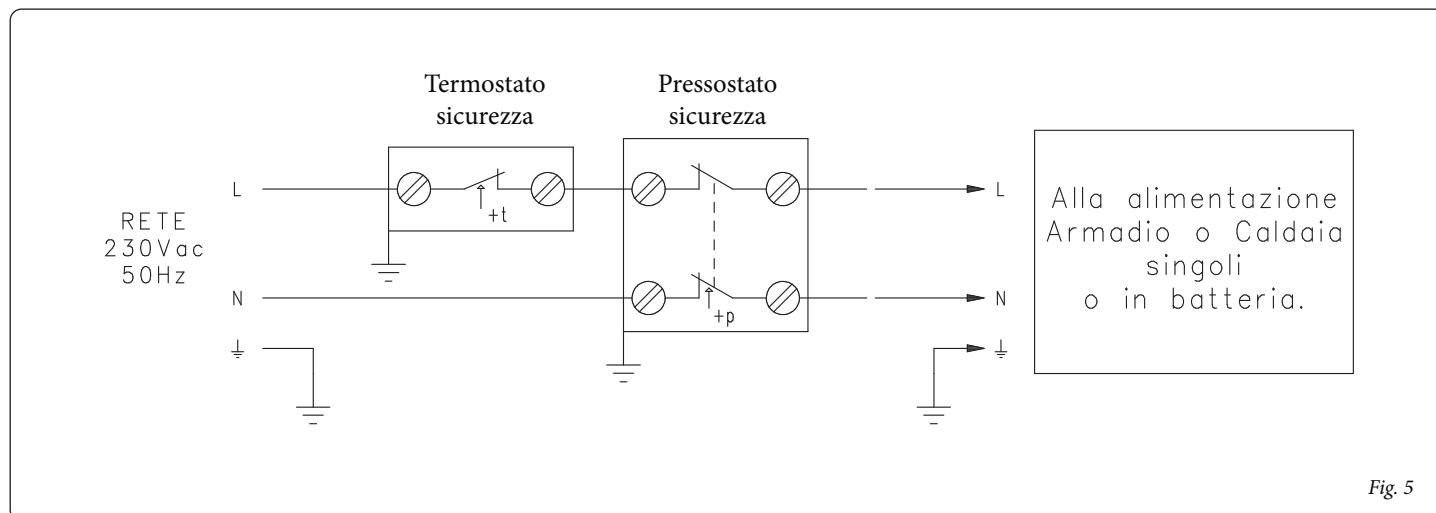 Termostato
sicurezza
Pressostato
sicurezza
L
L
+t
RETE
230Vac
50Hz
Alla alimentazione
Armadio o Caldaia
singoli
o in batteria.
N
N
+p
Fig. 5